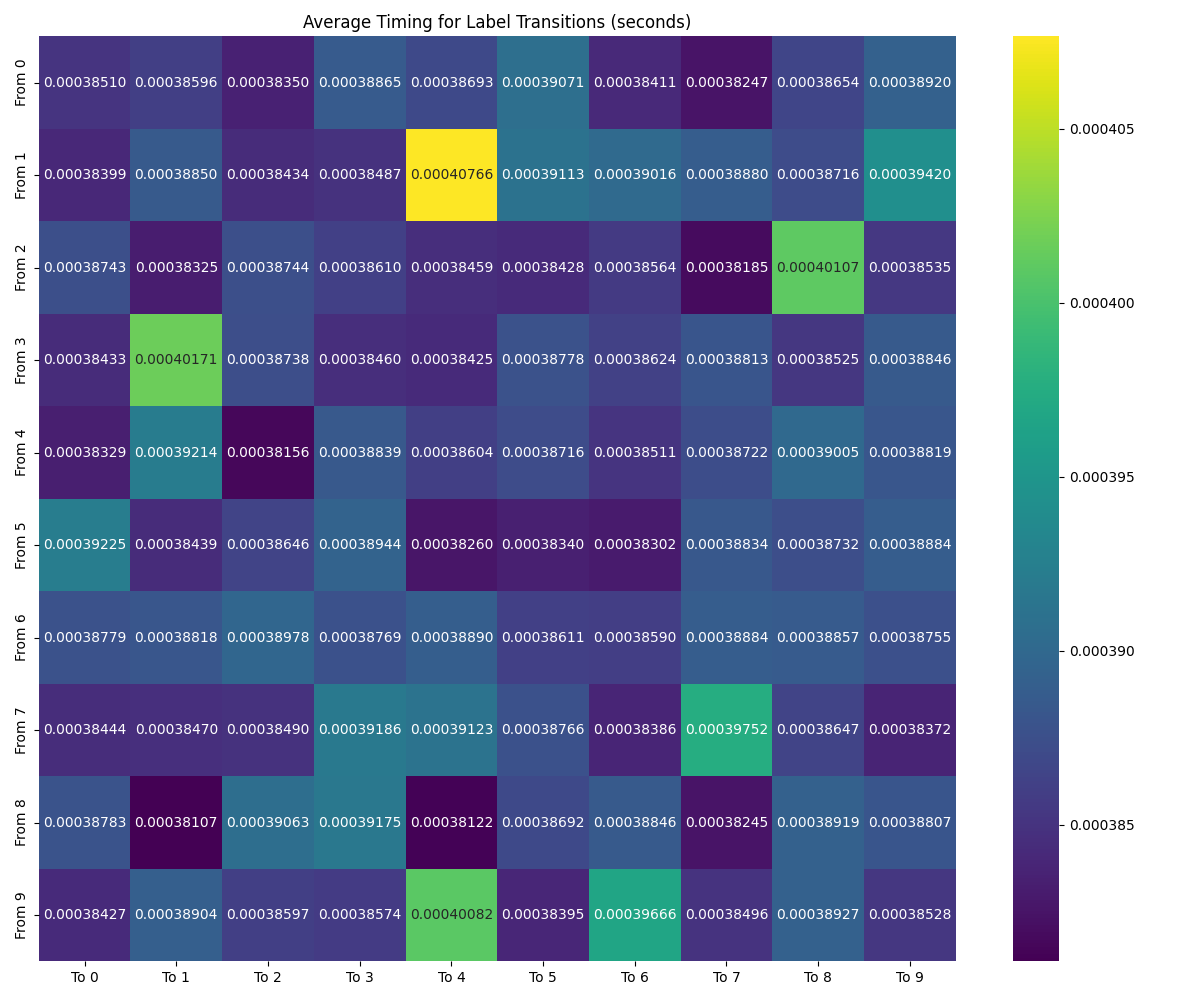 Average Timing for Label Transitions (seconds)
From 0 0.00038510 0.00038596 0.00038350 0.00038865 0.00038693 0.00039071 0.00038411 0.00038247 0.00038654 0.00038920
From 1 0.00038399 0.00038850 0.00038434 0.00038487 0.00040766 0.00039113 0.00039016 0.00038880 0.00038716 0.00039420
From 2 0.00038743 0.00038325 0.00038744 0.00038610 0.00038459 0.00038428 0.00038564 0.00038185 0.00040107 0.00038535
From 3 0.00038433 0.00040171 0.00038738 0.00038460 0.00038425 0.00038778 0.00038624 0.00038813 0.00038525 0.00038846
From 4 0.00038329 0.00039214 0.00038156 0.00038839 0.00038604 0.00038716 0.00038511 0.00038722 0.00039005 0.00038819
From 5 0.00039225 0.00038439 0.00038646 0.00038944 0.00038260 0.00038340 0.00038302 0.00038834 0.00038732 0.00038884
From 6 0.00038779 0.00038818 0.00038978 0.00038769 0.00038890 0.00038611 0.00038590 0.00038884 0.00038857 0.00038755
From 7 0.00038444 0.00038470 0.00038490 0.00039186 0.00039123 0.00038766 0.00038386 0.00039752 0.00038647 0.00038372
From 8 0.00038783 0.00038107 0.00039063 0.00039175 0.00038122 0.00038692 0.00038846 0.00038245 0.00038919 0.00038807
From 9 0.00038427 0.00038904 0.00038597 0.00038574 0.00040082 0.00038395 0.00039666 0.00038496 0.00038927 0.00038528
To 0 To 1 To 2 To 3 To 4 To 5 To 6 To 7 To 8 To 9
0.000405
0.000400
0.000395
0.000390
0.000385